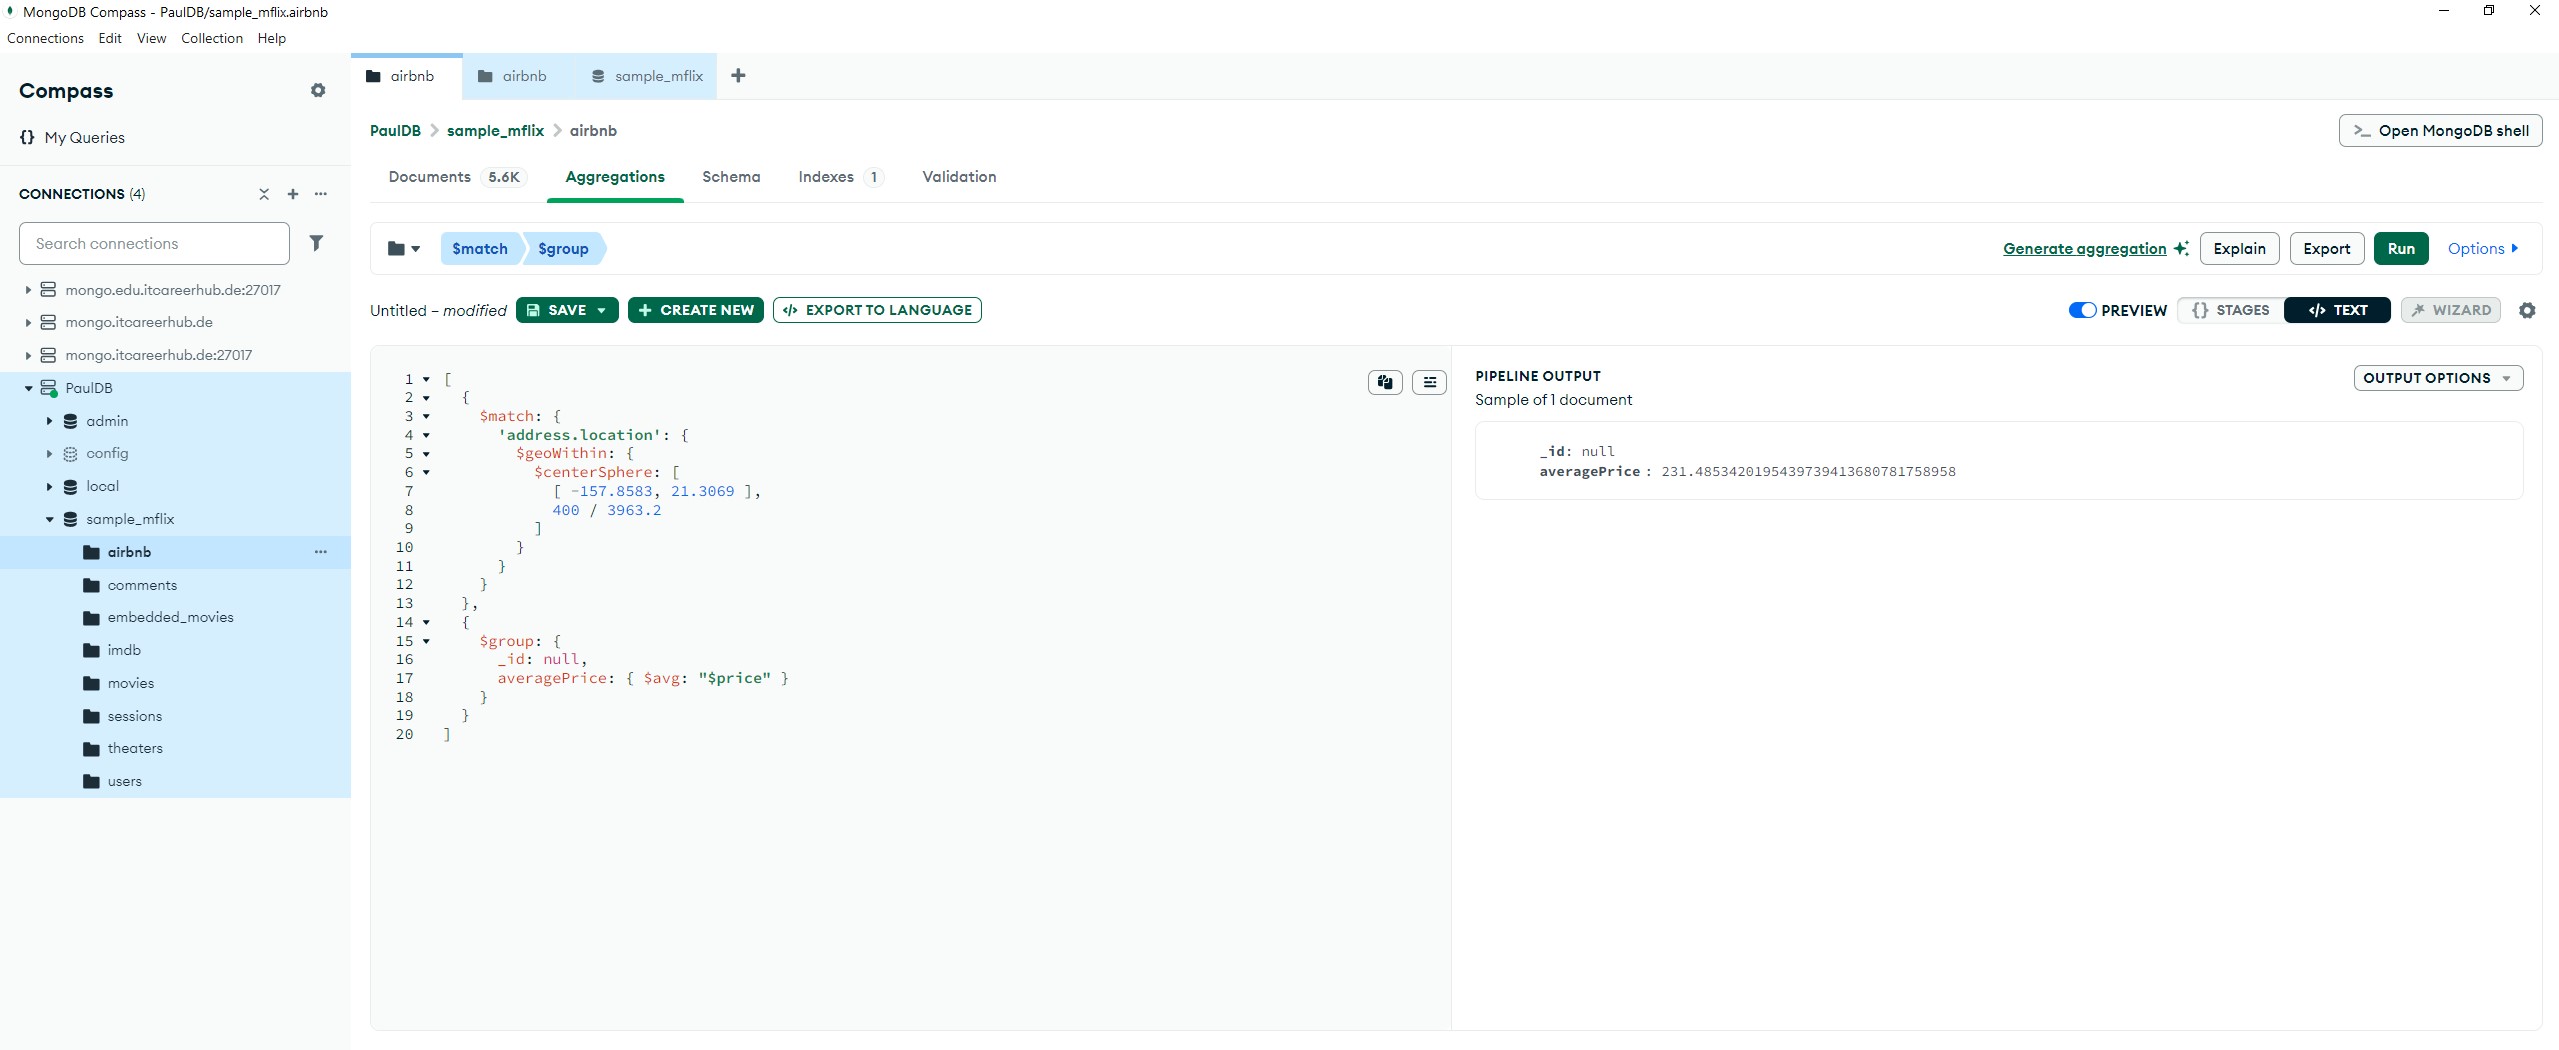 MongoDB Compass - PaulDB/sample_mflix.airbnb
Connections Edit View Collection Help
Compass
{} My Queries
CONNECTIONS (4)
Search connections
mongo.edu.itcareerhub.de:27017
mongo.itcareerhub.de
mongo.itcareerhub.de:27017
PaulDB
admin
config
local
sample_mflix
airbnb
comments
embedded_movies
imdb
movies
sessions
theaters
users
airbnb airbnb sample_mflix
PaulDB > sample_mflix > airbnb
>_ Open MongoDB shell
Documents 5.6K Aggregations Schema Indexes 1 Validation
$match $group
Generate aggregation Explain Export Run Options
Untitled – modified SAVE + CREATE NEW </> EXPORT TO LANGUAGE
PREVIEW {} STAGES </> TEXT WIZARD
1 [
2 {
3 $match: {
4 'address.location': {
5 $geoWithin: {
6 $centerSphere: [
7 [ -157.8583, 21.3069 ],
8 400 / 3963.2
9 ]
10 }
11 }
12 }
13 },
14 {
15 $group: {
16 _id: null,
17 averagePrice: { $avg: "$price" }
18 }
19 }
20 ]
PIPELINE OUTPUT
Sample of 1 document
OUTPUT OPTIONS
_id: null
averagePrice : 231.4853420195439739413680781758958